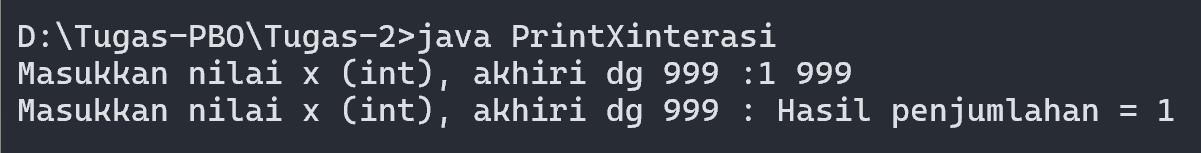 D:\Tugas-PBO\Tugas-2>java PrintXinterasi
Masukkan nilai x (int), akhiri dg 999 :1 999
Masukkan nilai x (int), akhiri dg 999 : Hasil penjumlahan = 1